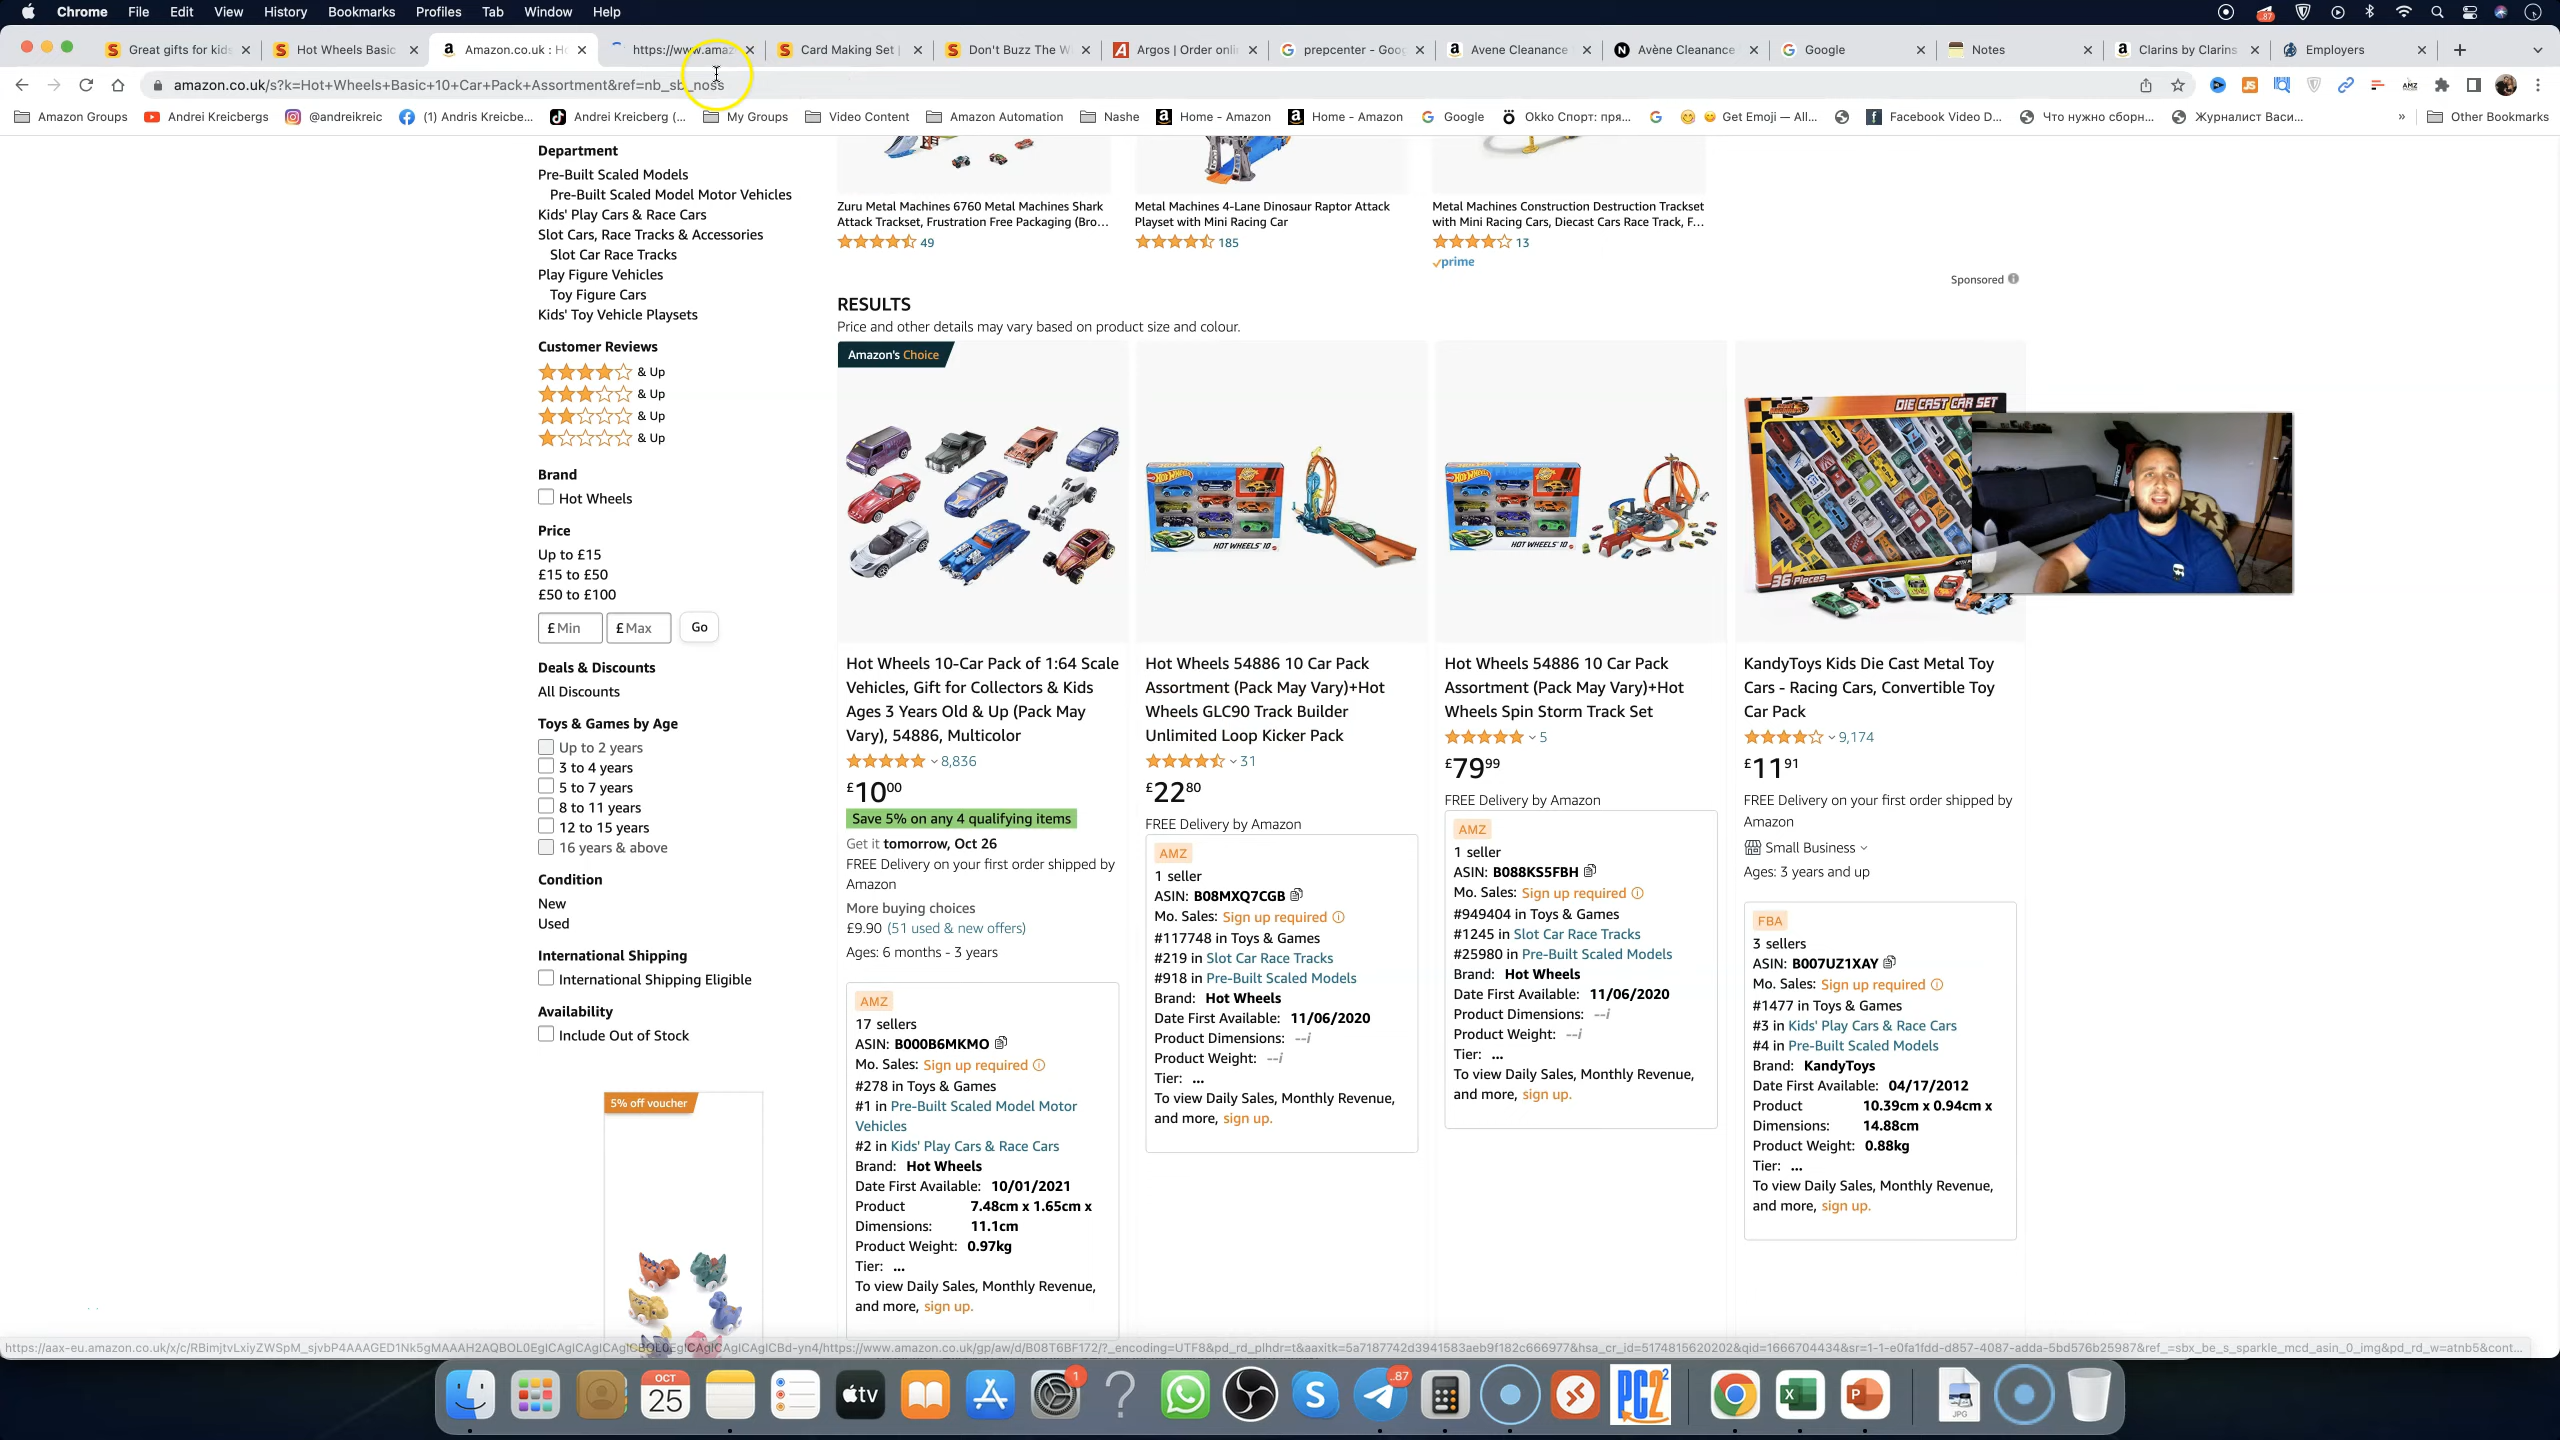 Chrome File Edit View History Bookmarks Profiles Tab Window Help
Great gifts for kids
Hot Wheels Basic
Amazon.co.uk : Ho
https://www.amaz
Card Making Set |
Don't Buzz The W
Argos | Order onli
prepcenter - Goog
Avene Cleanance
Avène Cleanance
Google
Notes
Clarins by Clarins
Employers
amazon.co.uk/s?k=Hot+Wheels+Basic+10+Car+Pack+Assortment&ref=nb_sb_noss
Amazon Groups
Andrei Kreicbergs
@andreikreic
(1) Andris Kreicbe...
Andrei Kreicberg (...
My Groups
Video Content
Amazon Automation
Nashe
Home - Amazon
Home - Amazon
Google
Okko Спорт: пря...
Get Emoji — All...
Facebook Video D...
Что нужно сборн...
Журналист Васи...
» Other Bookmarks
Department
Pre-Built Scaled Models
Pre-Built Scaled Model Motor Vehicles
Kids' Play Cars & Race Cars
Slot Cars, Race Tracks & Accessories
Slot Car Race Tracks
Play Figure Vehicles
Toy Figure Cars
Kids' Toy Vehicle Playsets
Customer Reviews
& Up
& Up
& Up
& Up
Brand
Hot Wheels
Price
Up to £15
£15 to £50
£50 to £100
£ Min £ Max Go
Deals & Discounts
All Discounts
Toys & Games by Age
Up to 2 years
3 to 4 years
5 to 7 years
8 to 11 years
12 to 15 years
16 years & above
Condition
New
Used
International Shipping
International Shipping Eligible
Availability
Include Out of Stock
5% off voucher
Zuru Metal Machines 6760 Metal Machines Shark
Attack Trackset, Frustration Free Packaging (Bro...
49
Metal Machines 4-Lane Dinosaur Raptor Attack
Playset with Mini Racing Car
185
Metal Machines Construction Destruction Trackset
with Mini Racing Cars, Diecast Cars Race Track, F...
13
prime
Sponsored
RESULTS
Price and other details may vary based on product size and colour.
Amazon's Choice
Hot Wheels 10-Car Pack of 1:64 Scale
Vehicles, Gift for Collectors & Kids
Ages 3 Years Old & Up (Pack May
Vary), 54886, Multicolor
8,836
£10.00
Save 5% on any 4 qualifying items
Get it tomorrow, Oct 26
FREE Delivery on your first order shipped by
Amazon
More buying choices
£9.90 (51 used & new offers)
Ages: 6 months - 3 years
AMZ
17 sellers
ASIN: B000B6MKMO
Mo. Sales: Sign up required
#278 in Toys & Games
#1 in Pre-Built Scaled Model Motor
Vehicles
#2 in Kids' Play Cars & Race Cars
Brand: Hot Wheels
Date First Available: 10/01/2021
Product Dimensions: 7.48cm x 1.65cm x
11.1cm
Product Weight: 0.97kg
Tier: ...
To view Daily Sales, Monthly Revenue,
and more, sign up.
HOT WHEELS 10
Hot Wheels 54886 10 Car Pack
Assortment (Pack May Vary)+Hot
Wheels GLC90 Track Builder
Unlimited Loop Kicker Pack
31
£22.80
FREE Delivery by Amazon
AMZ
1 seller
ASIN: B08MXQ7CGB
Mo. Sales: Sign up required
#117748 in Toys & Games
#219 in Slot Car Race Tracks
#918 in Pre-Built Scaled Models
Brand: Hot Wheels
Date First Available: 11/06/2020
Product Dimensions: --i
Product Weight: --i
Tier: ...
To view Daily Sales, Monthly Revenue,
and more, sign up.
HOT WHEELS 10
Hot Wheels 54886 10 Car Pack
Assortment (Pack May Vary)+Hot
Wheels Spin Storm Track Set
5
£79.99
FREE Delivery by Amazon
AMZ
1 seller
ASIN: B088KS5FBH
Mo. Sales: Sign up required
#949404 in Toys & Games
#1245 in Slot Car Race Tracks
#25980 in Pre-Built Scaled Models
Brand: Hot Wheels
Date First Available: 11/06/2020
Product Dimensions: --i
Product Weight: --i
Tier: ...
To view Daily Sales, Monthly Revenue,
and more, sign up.
DIE CAST CAR SET
36 Pieces
KandyToys Kids Die Cast Metal Toy
Cars - Racing Cars, Convertible Toy
Car Pack
9,174
£11.91
FREE Delivery on your first order shipped by
Amazon
Small Business
Ages: 3 years and up
FBA
3 sellers
ASIN: B007UZ1XAY
Mo. Sales: Sign up required
#1477 in Toys & Games
#3 in Kids' Play Cars & Race Cars
#4 in Pre-Built Scaled Models
Brand: KandyToys
Date First Available: 04/17/2012
Product Dimensions: 10.39cm x 0.94cm x
14.88cm
Product Weight: 0.88kg
Tier: ...
To view Daily Sales, Monthly Revenue,
and more, sign up.
OCT
25
tv
1
87
PC2
JPG